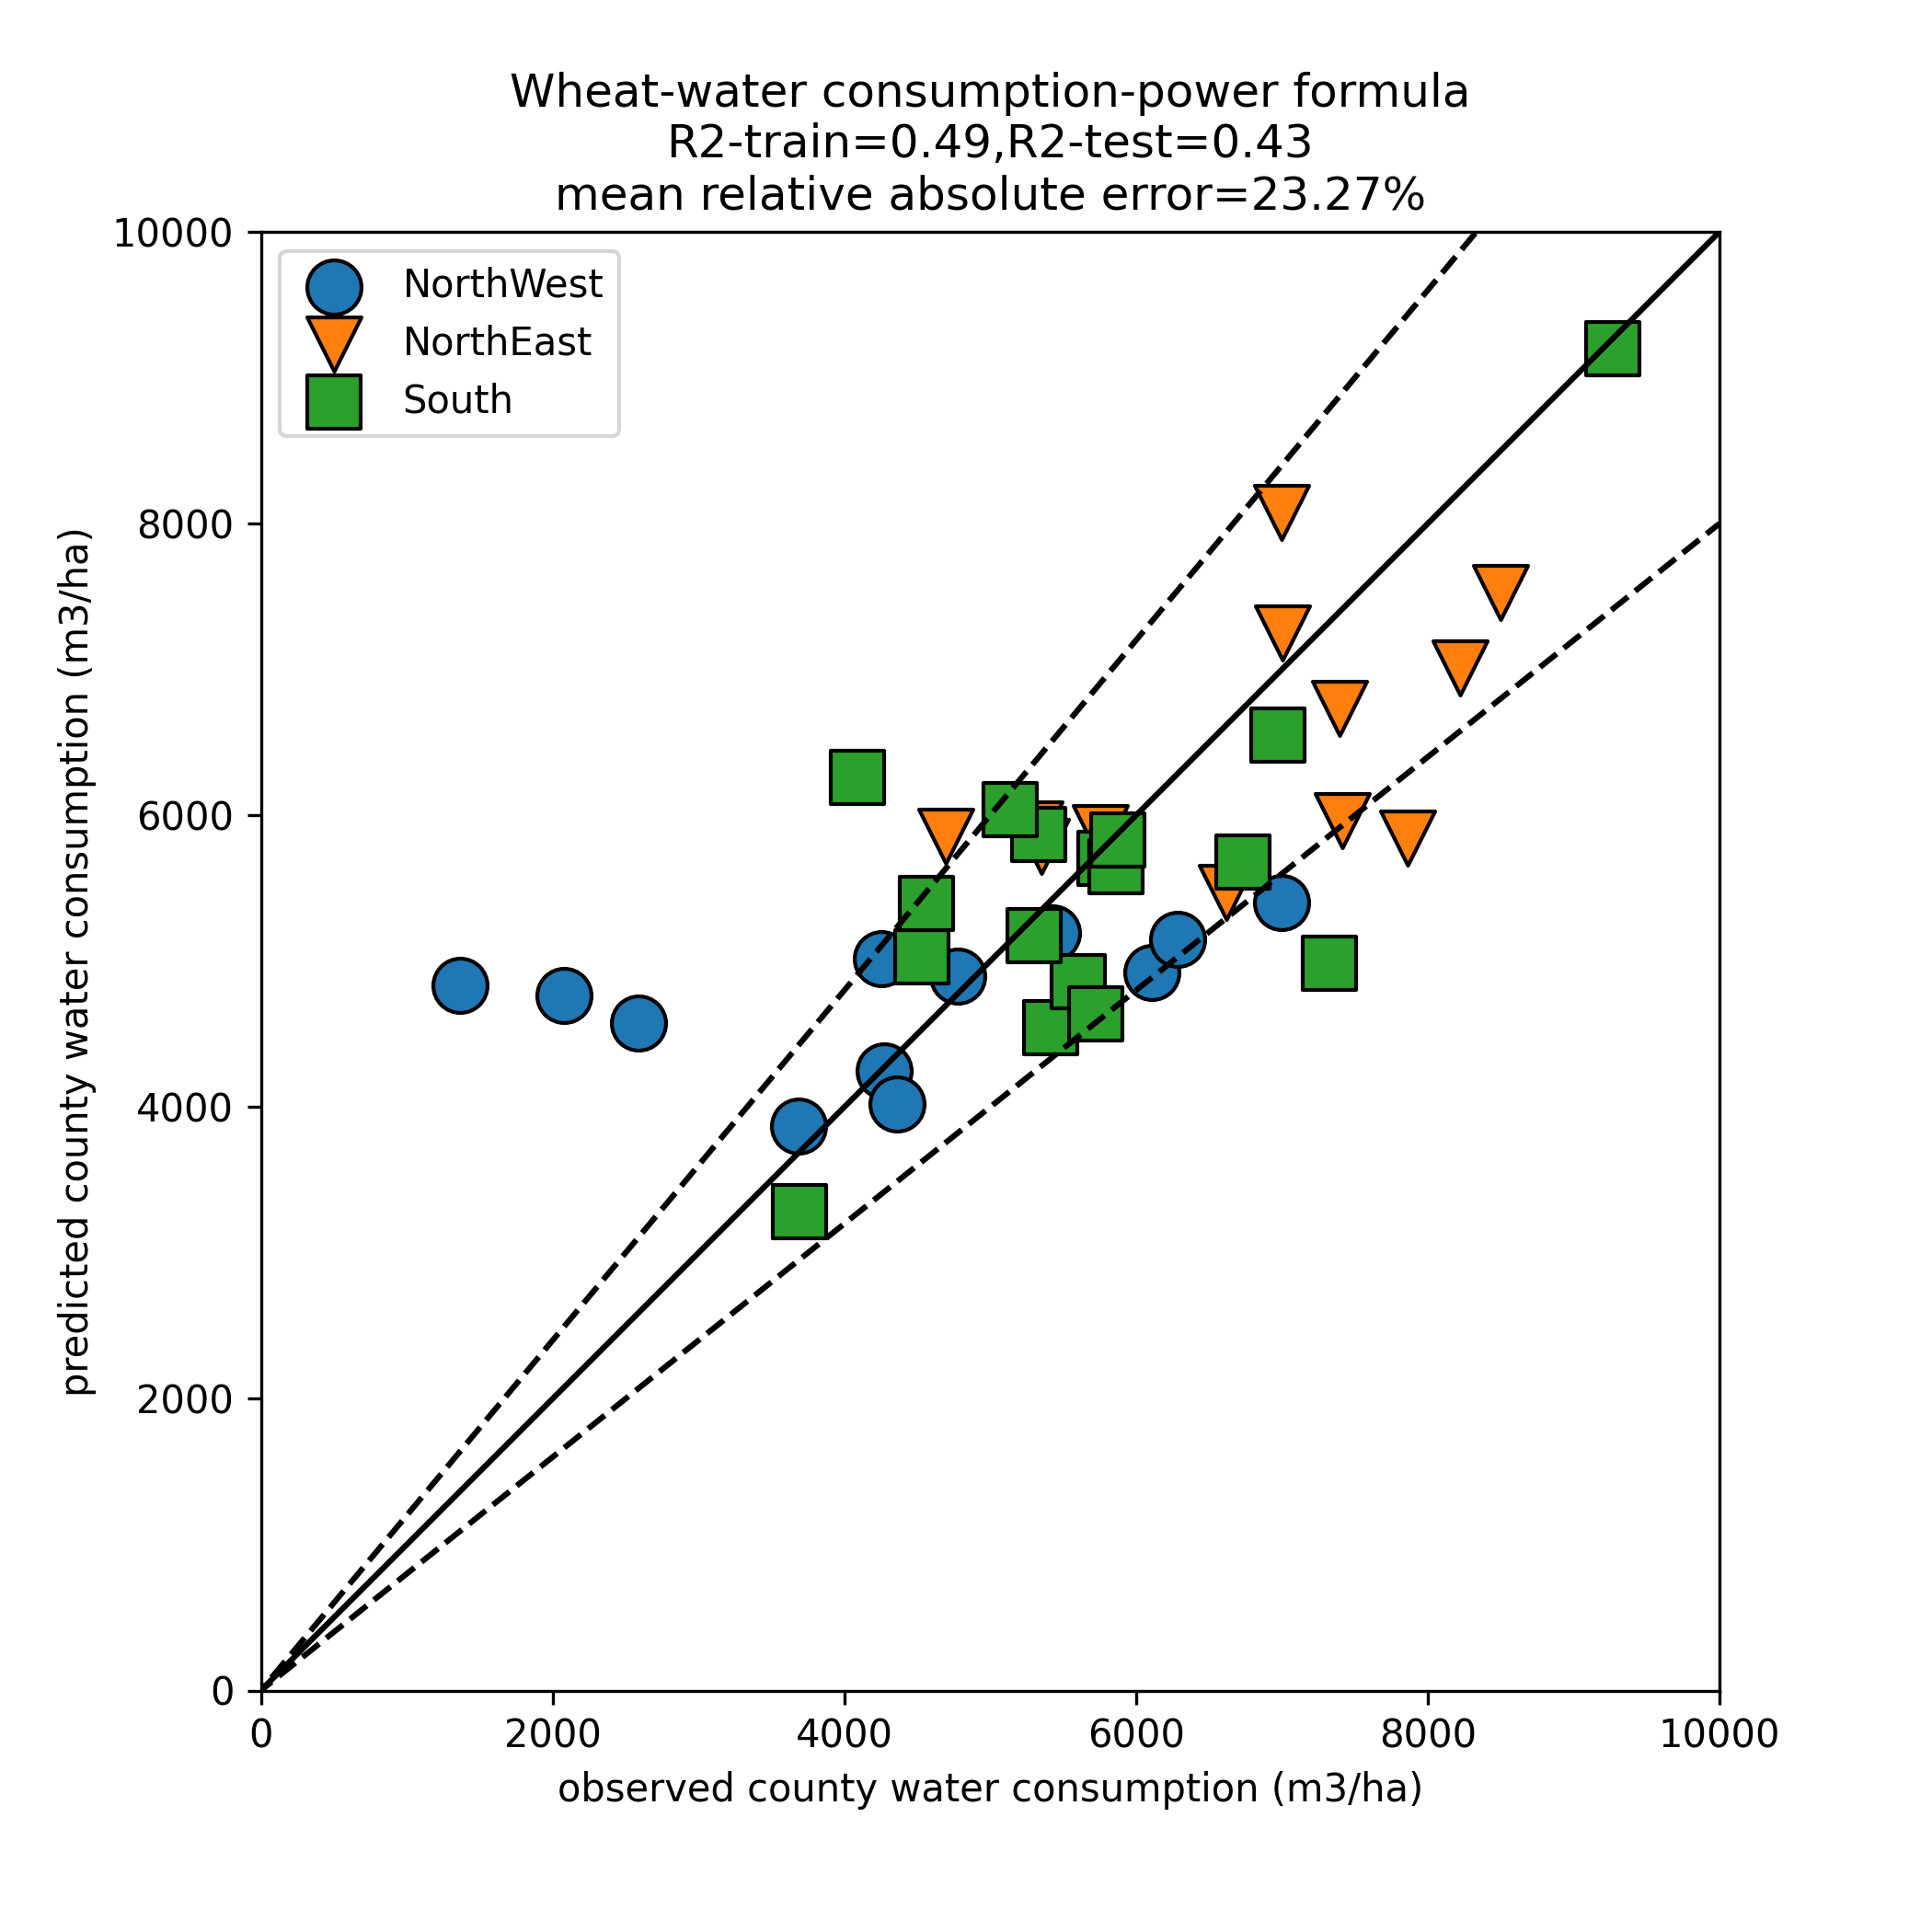 Wheat-water consumption-power formula
R2-train=0.49,R2-test=0.43
mean relative absolute error=23.27%
10000
8000
6000
4000
2000
0
predicted county water consumption (m3/ha)
NorthWest
NorthEast
South
0 2000 4000 6000 8000 10000
observed county water consumption (m3/ha)